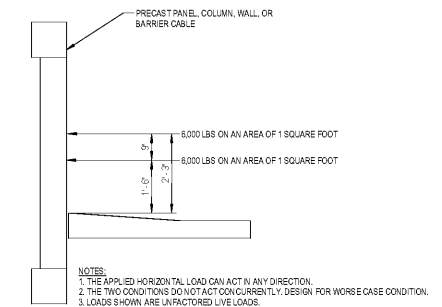 PRECAST PANEL, COLUMN, WALL, OR
BARRIER CABLE
6,000 LBS ON AN AREA OF 1 SQUARE FOOT
9"
6,000 LBS ON AN AREA OF 1 SQUARE FOOT
1'-6"
2'-3"
NOTES:
1. THE APPLIED HORIZONTAL LOAD CAN ACT IN ANY DIRECTION.
2. THE TWO CONDITIONS DO NOT ACT CONCURRENTLY. DESIGN FOR WORSE CASE CONDITION.
3. LOADS SHOWN ARE UNFACTORED LIVE LOADS.